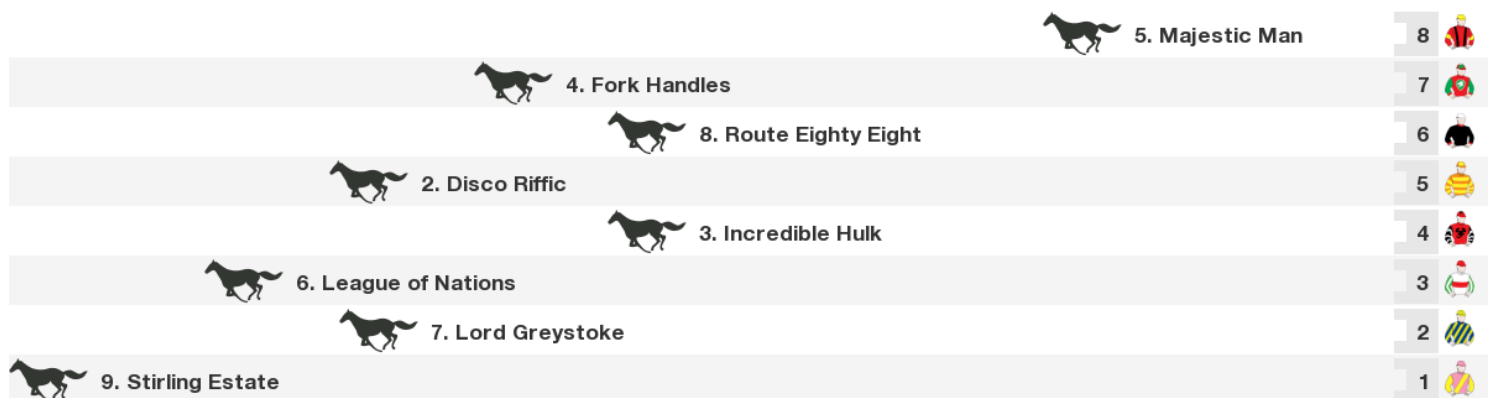 5. Majestic Man 8
4. Fork Handles 7
8. Route Eighty Eight 6
2. Disco Riffic 5
3. Incredible Hulk 4
6. League of Nations 3
7. Lord Greystoke 2
9. Stirling Estate 1